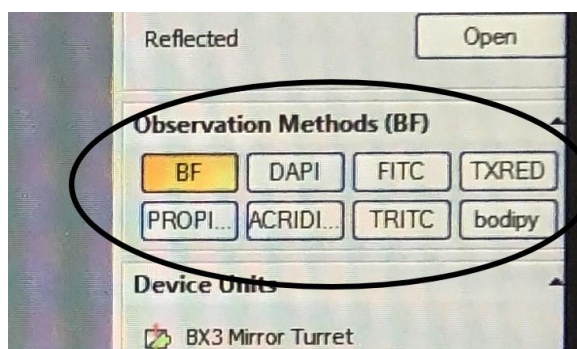 Reflected Open
Observation Methods (BF)
BF DAPI FITC TXRED
PROPI... ACRIDI... TRITC bodipy
Device Units
BX3 Mirror Turret